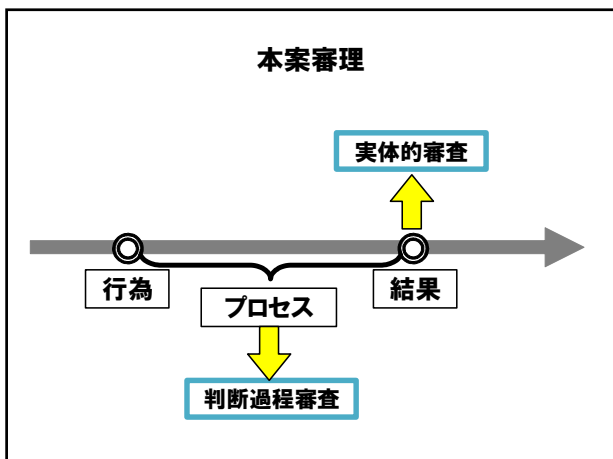 本案審理
実体的審査
行為
プロセス
結果
判断過程審査